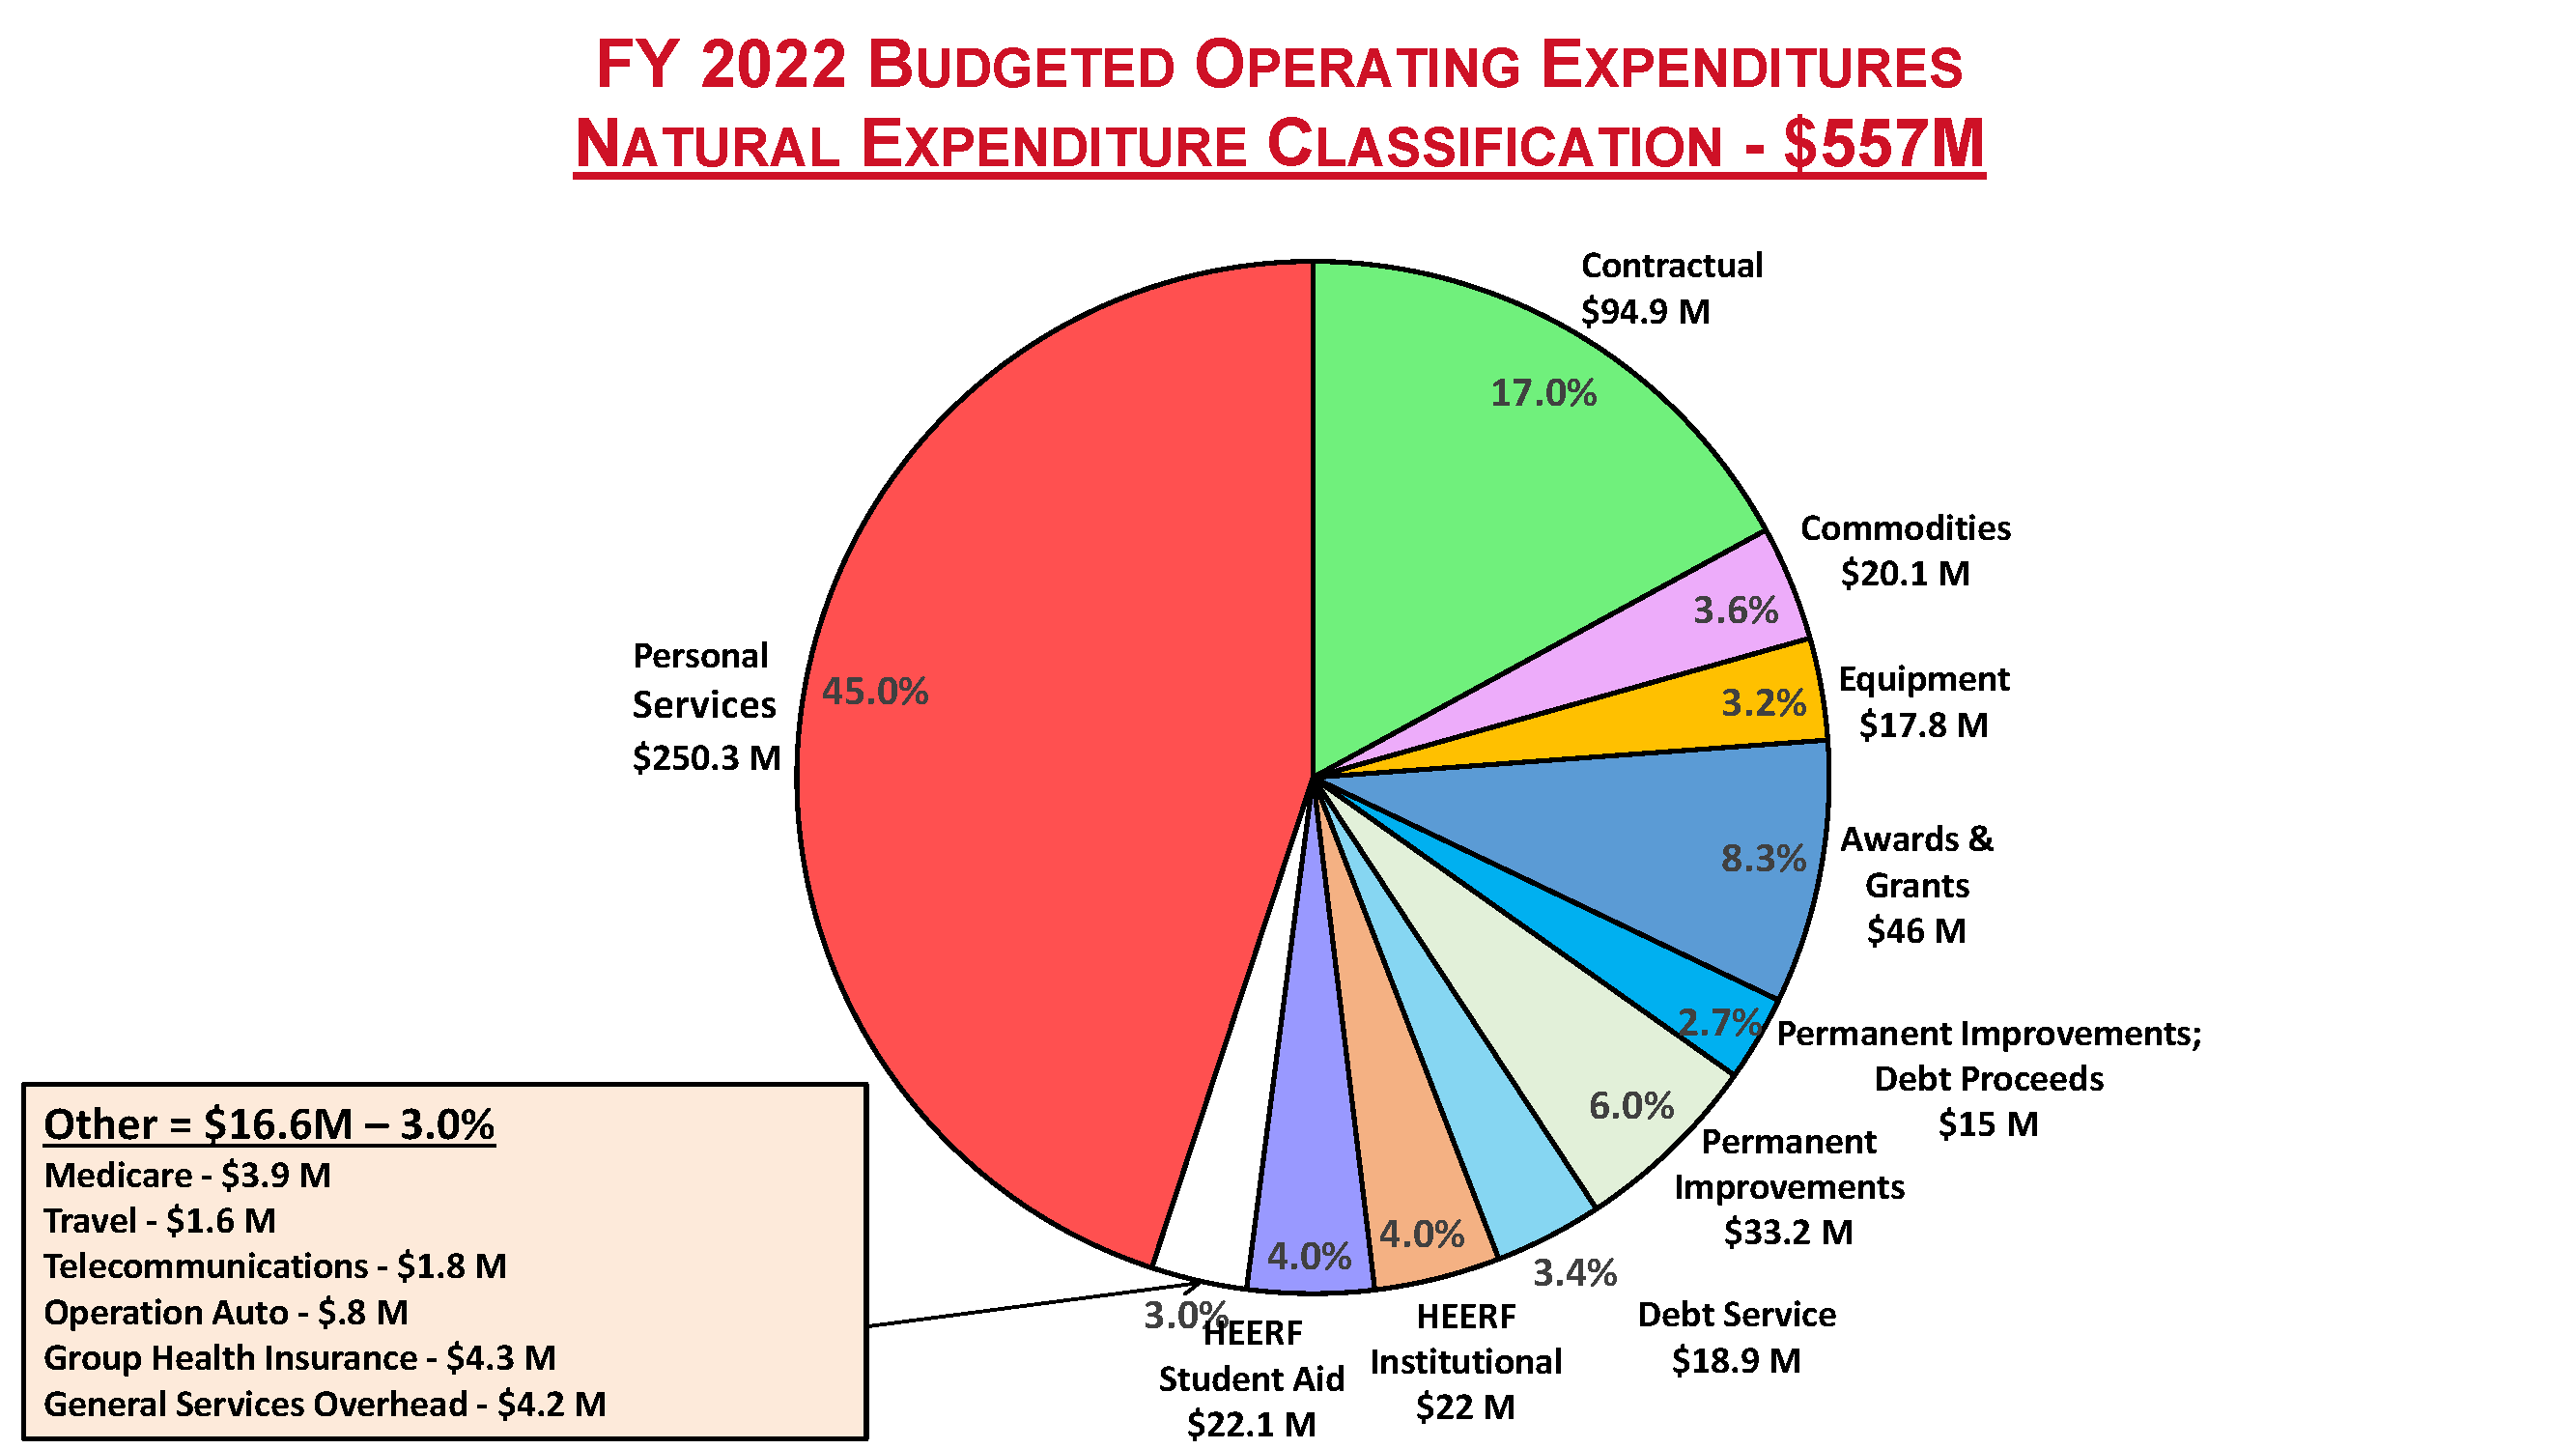 FY 2022 BUDGETED OPERATING EXPENDITURES
NATURAL EXPENDITURE CLASSIFICATION - $557M
Contractual
$94.9 M
17.0%
Commodities
$20.1 M
3.6%
Equipment
$17.8 M
3.2%
Awards &
Grants
$46 M
8.3%
Permanent Improvements;
Debt Proceeds
$15 M
2.7%
Permanent
Improvements
$33.2 M
6.0%
3.4%
Debt Service
$18.9 M
4.0%
HEERF
Institutional
$22 M
4.0%
HEERF
Student Aid
$22.1 M
3.0%
Personal
Services
$250.3 M
45.0%
Other = $16.6M – 3.0%
Medicare - $3.9 M
Travel - $1.6 M
Telecommunications - $1.8 M
Operation Auto - $.8 M
Group Health Insurance - $4.3 M
General Services Overhead - $4.2 M